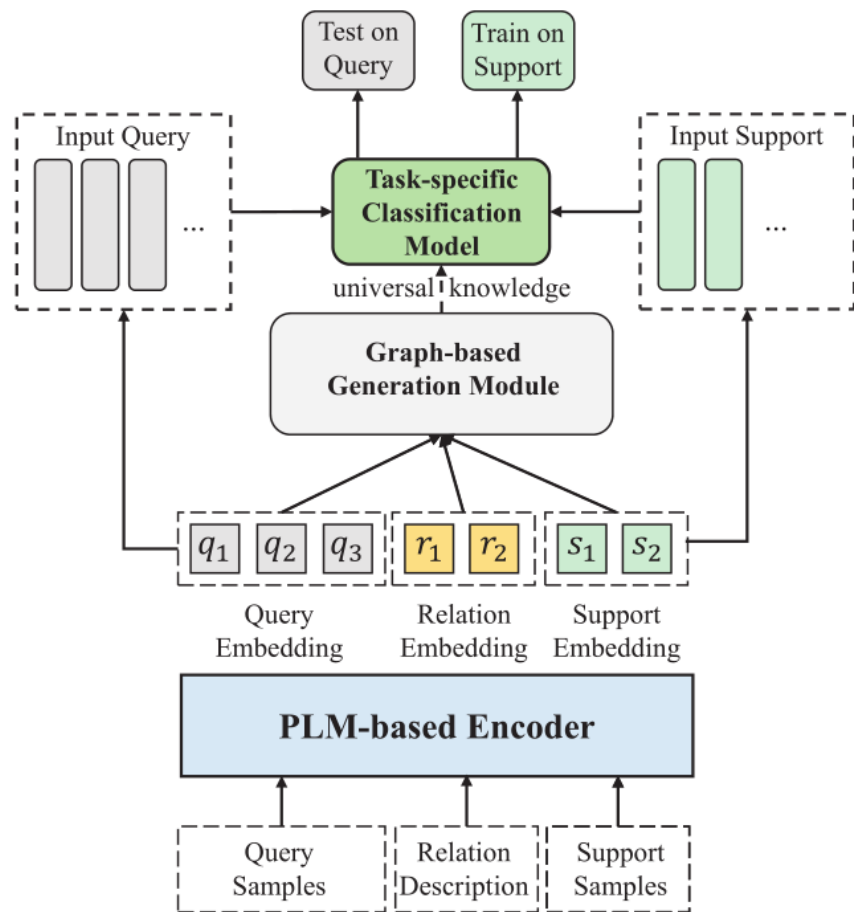 Test on
Query
Train on
Support
Input Query
...
Input Support
...
Task-specific
Classification
Model
universal knowledge
Graph-based
Generation Module
q₁ q₂ q₃
r₁ r₂
s₁ s₂
Query
Embedding
Relation
Embedding
Support
Embedding
PLM-based Encoder
Query
Samples
Relation
Description
Support
Samples